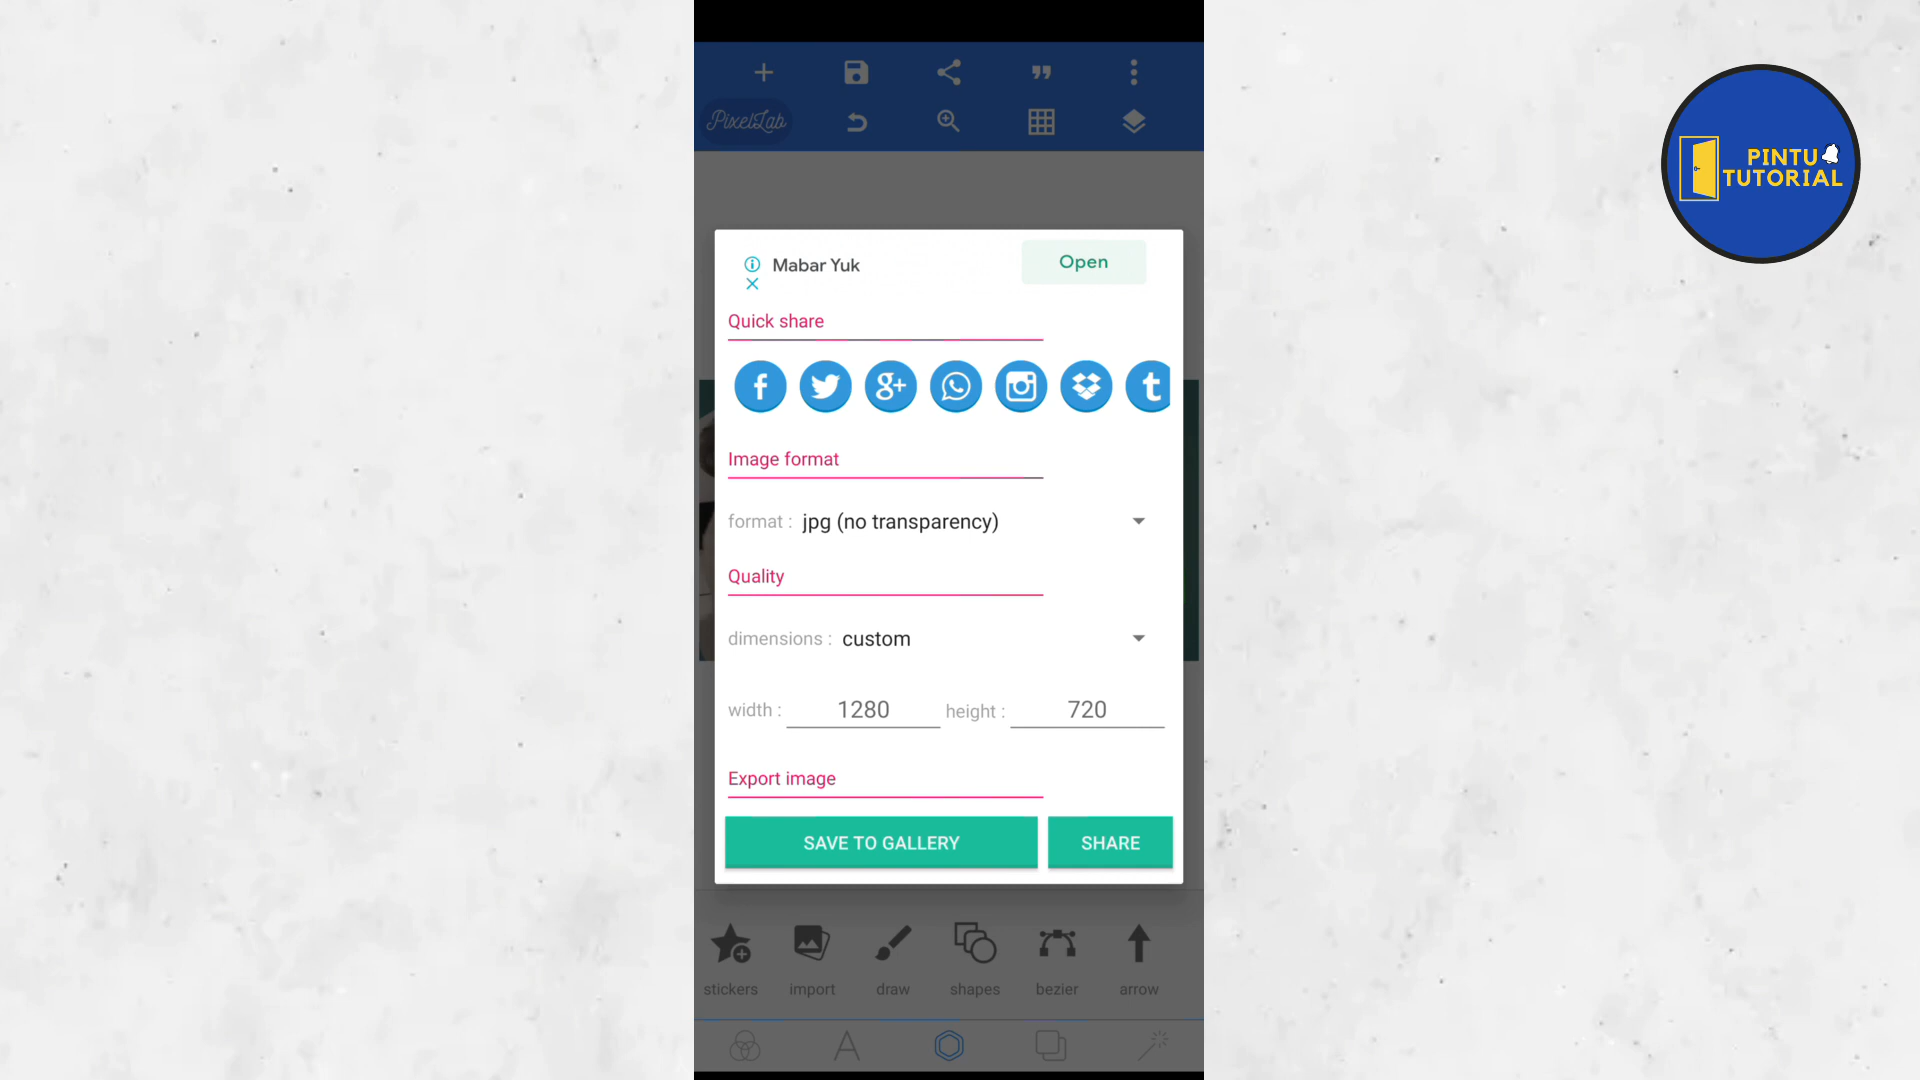 PixelLab
Mabar Yuk
Open
Quick share
Image format
format : jpg (no transparency)
Quality
dimensions : custom
width : 1280 height : 720
Export image
SAVE TO GALLERY SHARE
stickers import draw shapes bezier arrow
PINTU
TUTORIAL